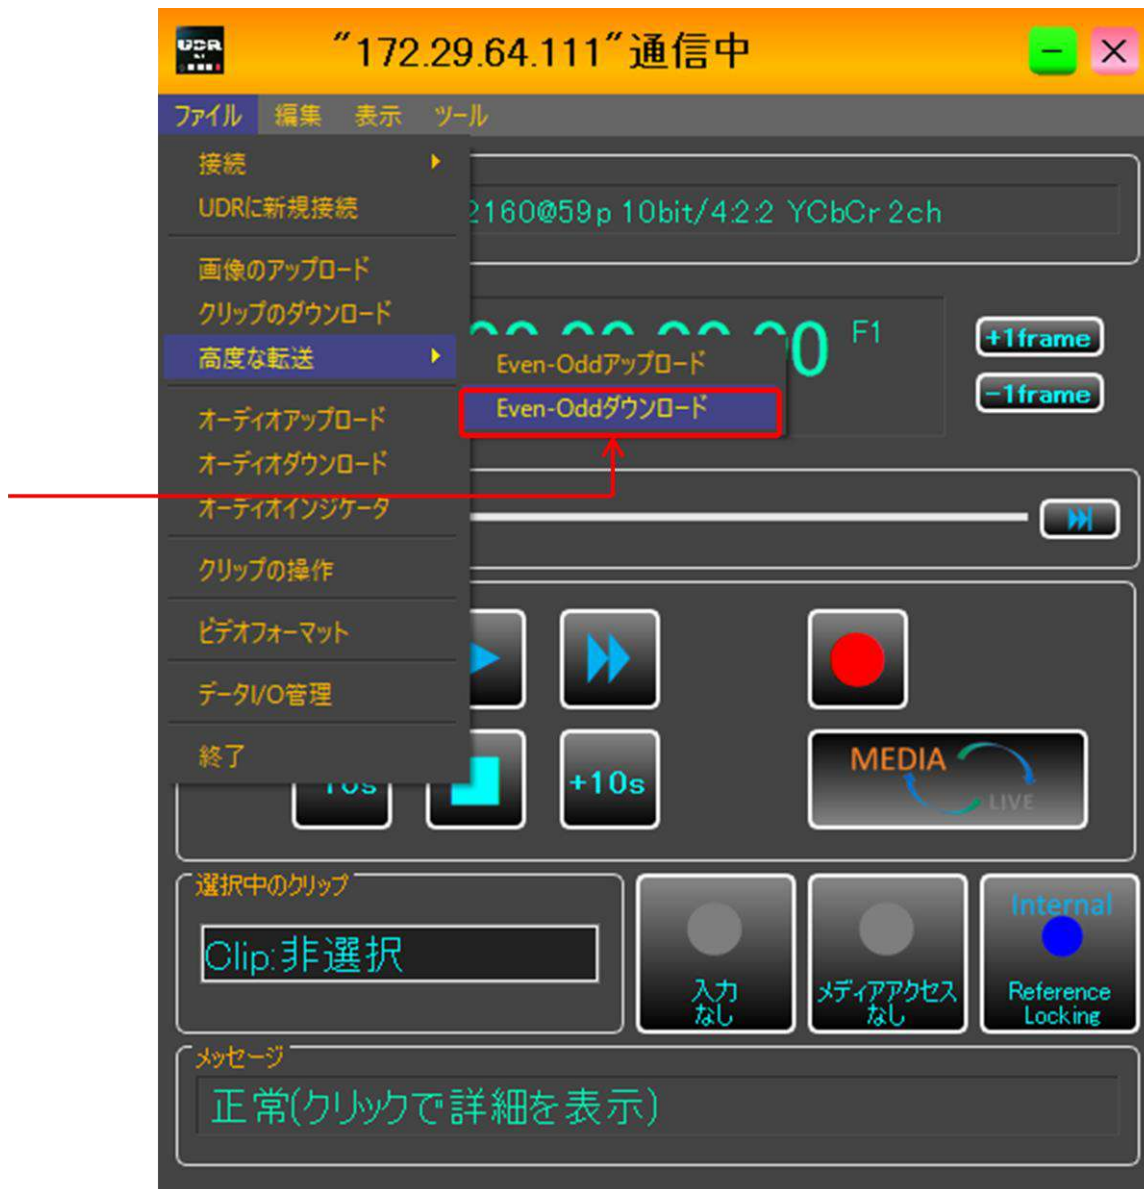 UDR
"172.29.64.111"通信中
ファイル 編集 表示 ツール
接続
UDRに新規接続
2160@59p 10bit/4:2:2 YCbCr 2ch
画像のアップロード
クリップのダウンロード
高度な転送
Even-Oddアップロード
Even-Oddダウンロード
F1
+1frame
-1frame
オーディオアップロード
オーディオダウンロード
オーディオインジケータ
クリップの操作
ビデオフォーマット
データI/O管理
終了
10s
+10s
MEDIA
LIVE
選択中のクリップ
Clip:非選択
入力
なし
メディアアクセス
なし
Internal
Reference
Locking
メッセージ
正常(クリックで詳細を表示)